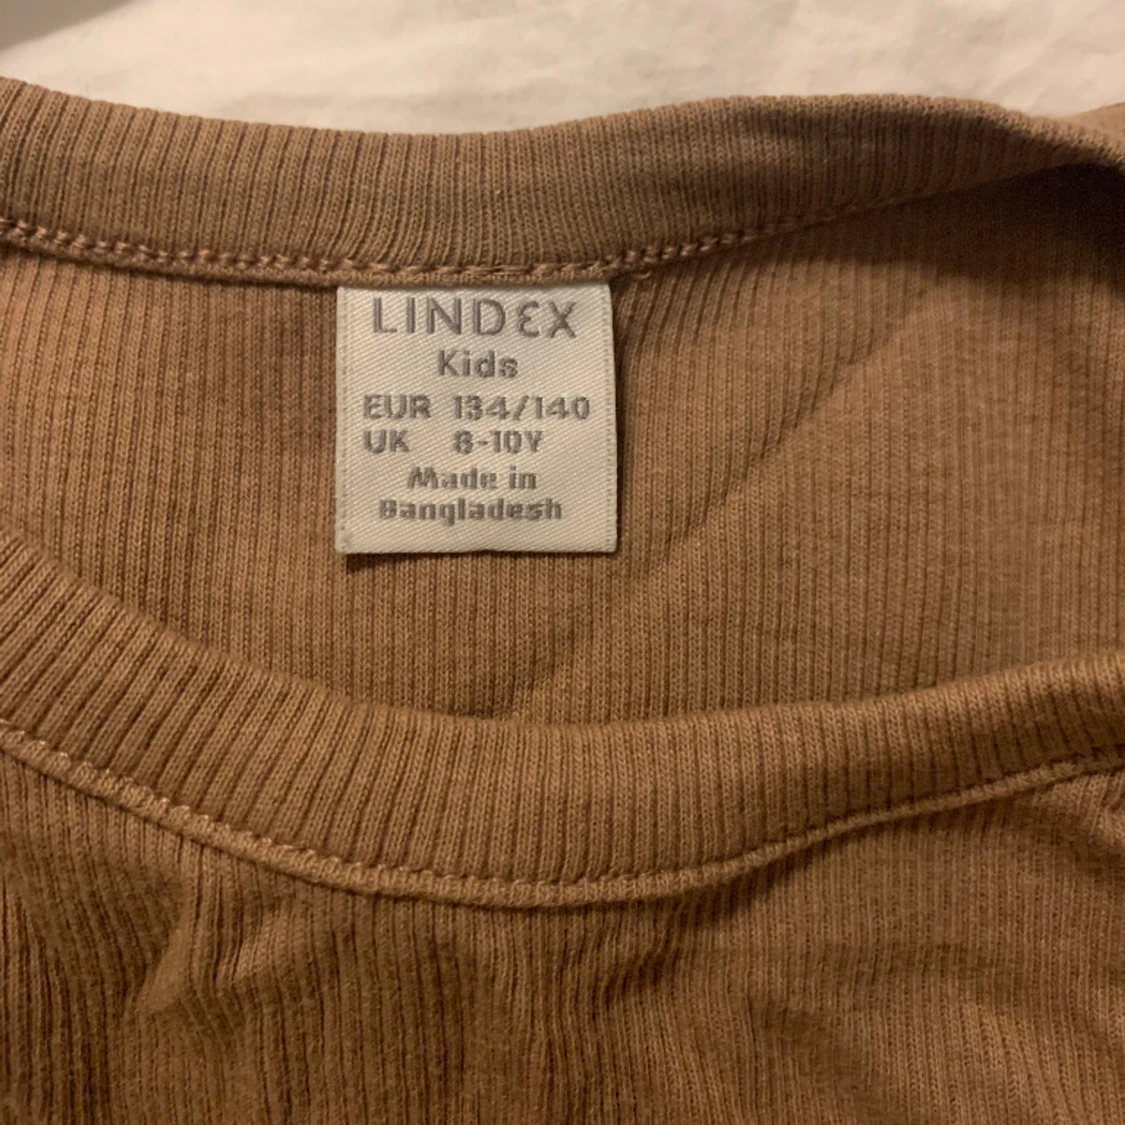 LINDEX
Kids
EUR 134/140
UK 8-10Y
Made in
Bangladesh